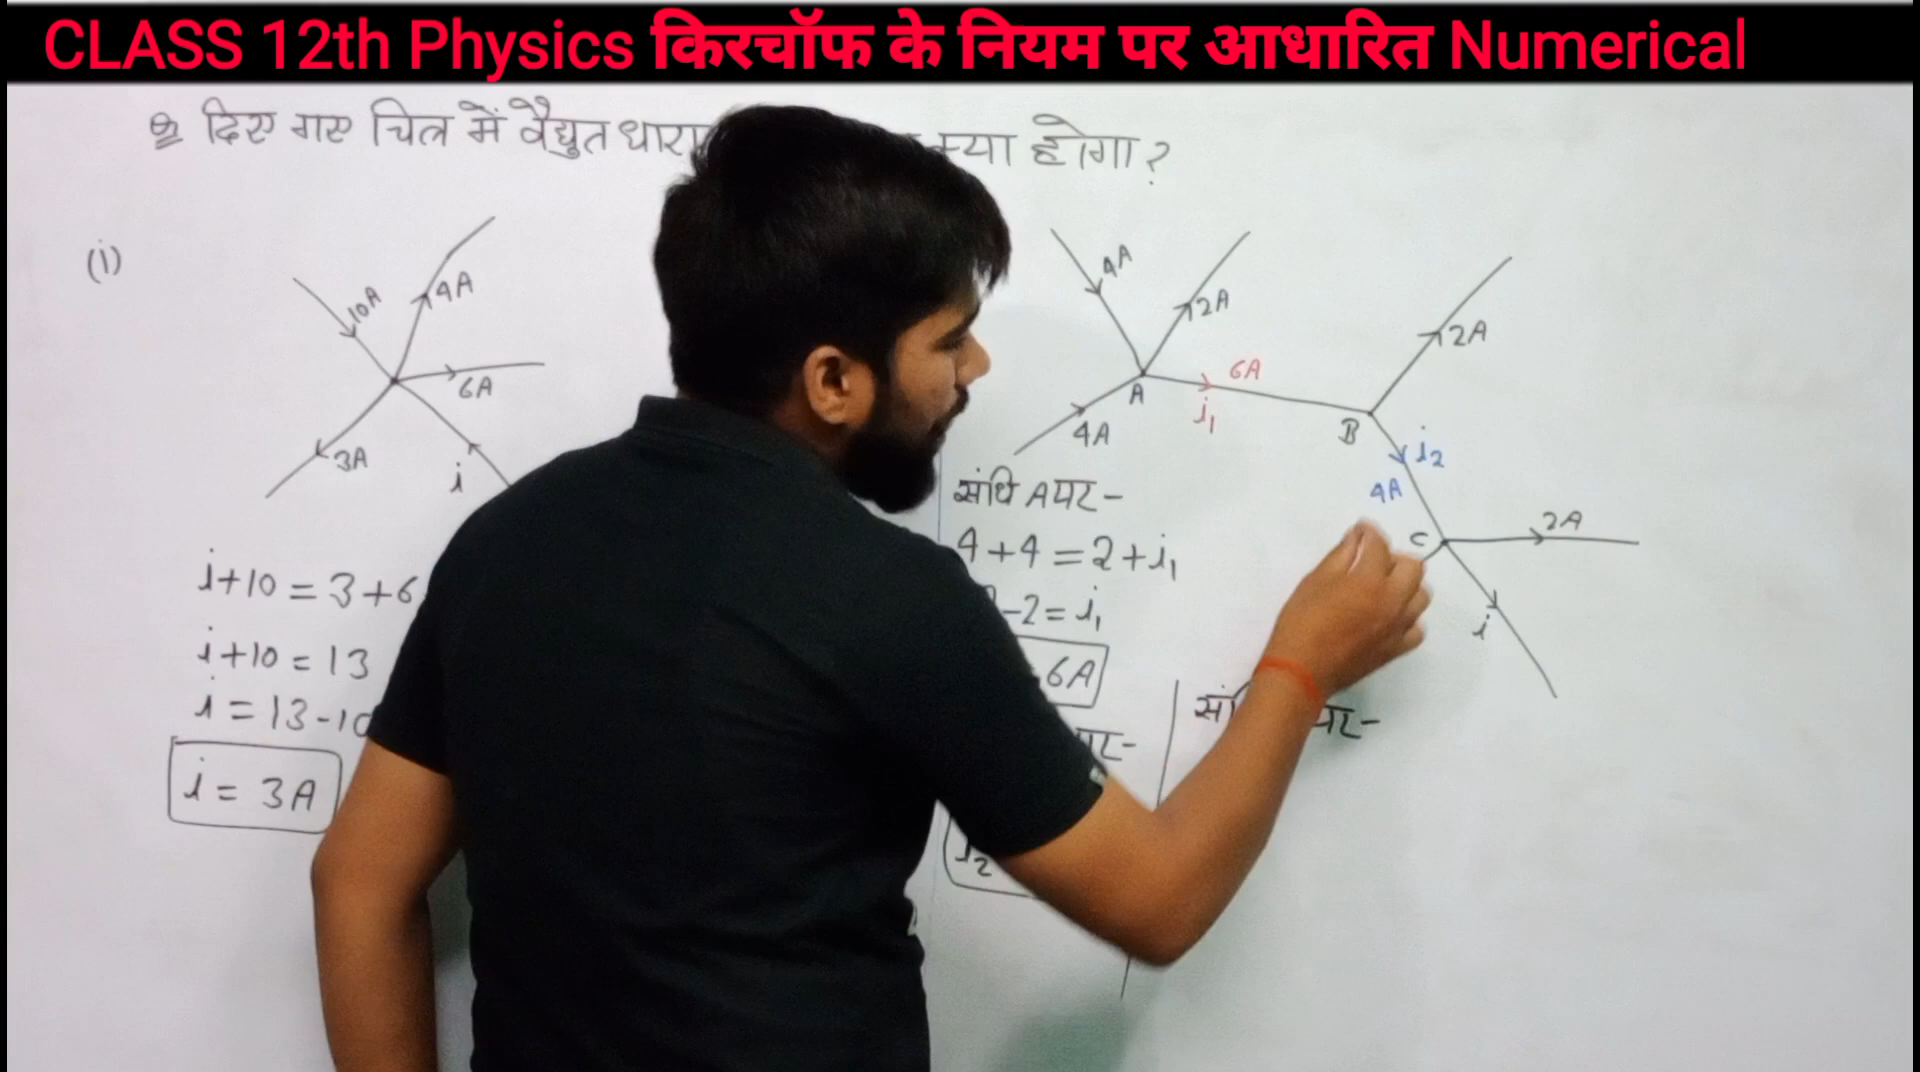 CLASS 12th Physics किरचॉफ के नियम पर आधारित Numerical
दिए गए चित्र में वैद्युत धारा क्या होगा?
(i)
10A
4A
6A
3A
i
i+10 = 3+6
i+10 = 13
i = 13-10
i = 3A
4A
2A
6A
A
i₁
4A
B
2A
i₂
4A
C
2A
i
संधि A पर-
4+4 = 2+i₁
-2 = i₁
6A
पर-
i₂
पर-